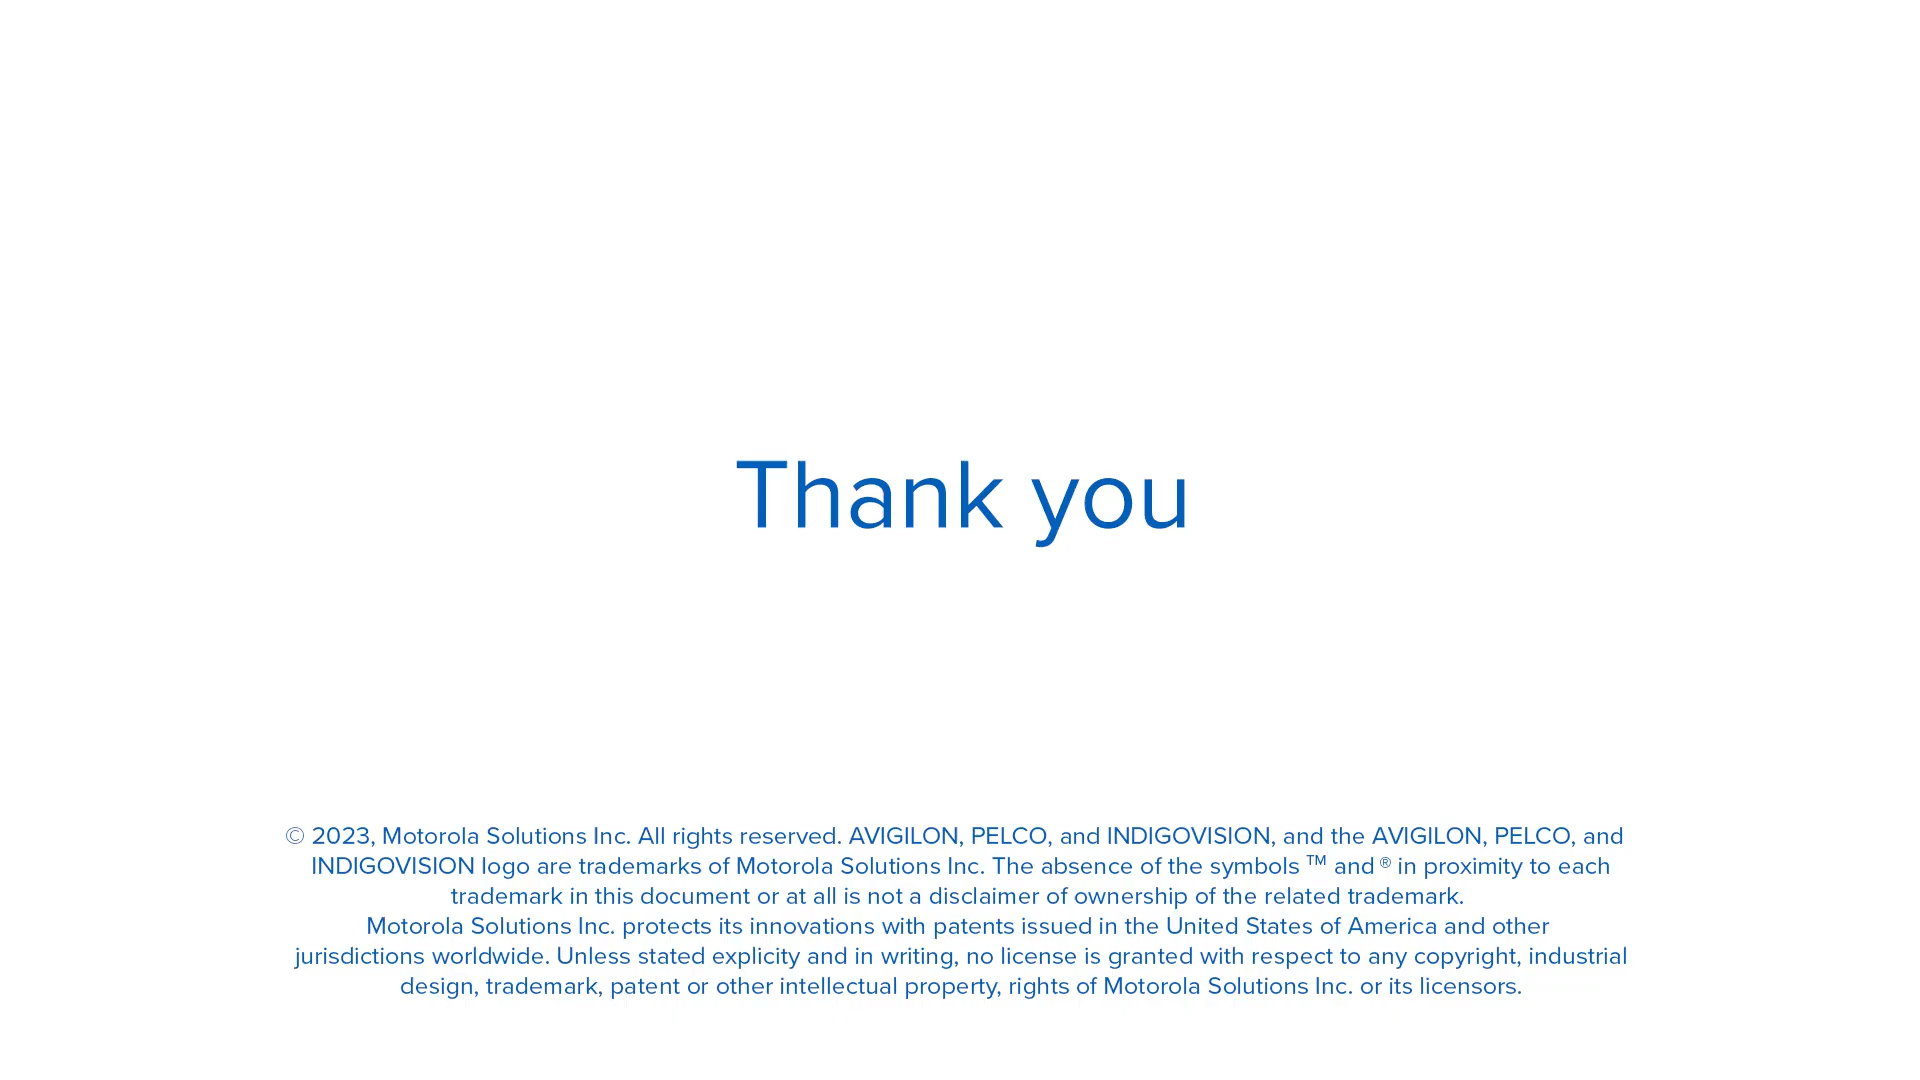 Thank you
© 2023, Motorola Solutions Inc. All rights reserved. AVIGILON, PELCO, and INDIGOVISION, and the AVIGILON, PELCO, and
INDIGOVISION logo are trademarks of Motorola Solutions Inc. The absence of the symbols ™ and ® in proximity to each
trademark in this document or at all is not a disclaimer of ownership of the related trademark.
Motorola Solutions Inc. protects its innovations with patents issued in the United States of America and other
jurisdictions worldwide. Unless stated explicity and in writing, no license is granted with respect to any copyright, industrial
design, trademark, patent or other intellectual property, rights of Motorola Solutions Inc. or its licensors.